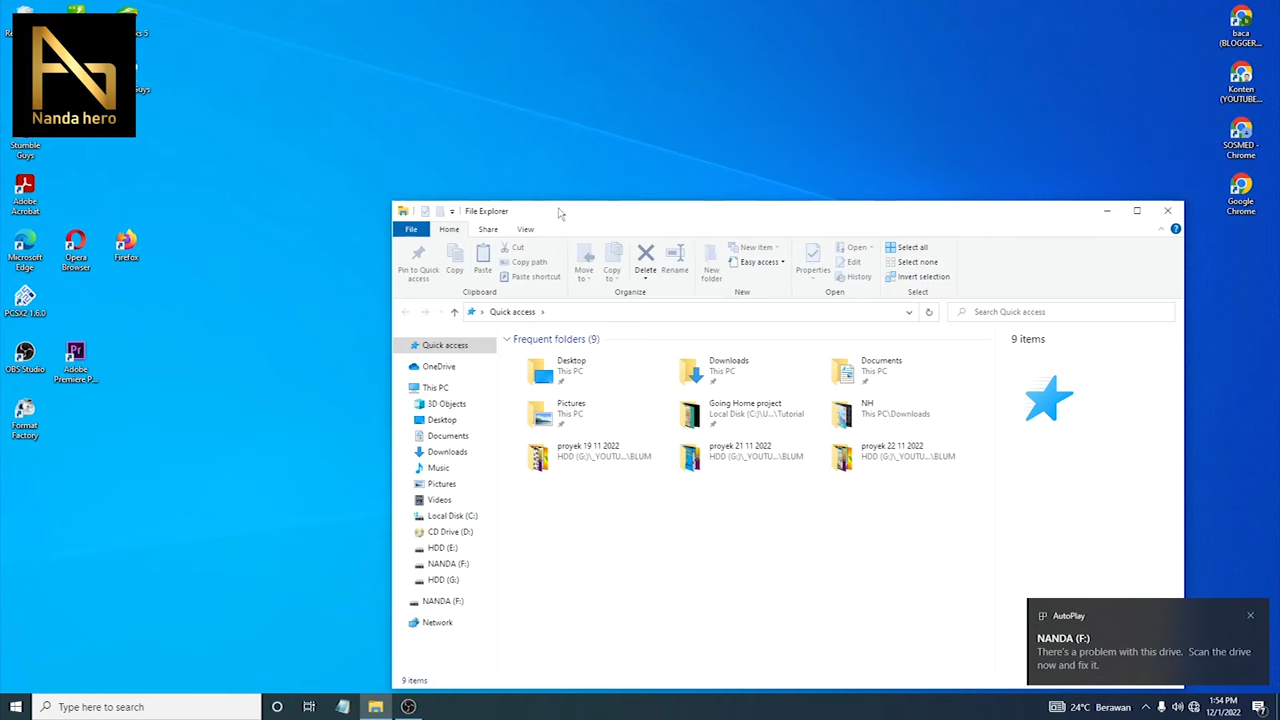 Nanda hero
Stumble
Guys
Adobe
Acrobat
Microsoft
Edge
Opera
Browser
Firefox
PCSX2 1.6.0
OBS Studio
Adobe
Premiere P...
Format
Factory
baca
(BLOGGER...
Konten
(YOUTUBE...
SOSMED -
Chrome
Google
Chrome
File Explorer
File Home Share View
Pin to Quick
access
Copy
Paste
Cut
Copy path
Paste shortcut
Clipboard
Move
to
Copy
to
Delete
Rename
Organize
New
folder
New item
Easy access
New
Properties
Open
Edit
History
Open
Select all
Select none
Invert selection
Select
Quick access
Search Quick access
Quick access
OneDrive
This PC
3D Objects
Desktop
Documents
Downloads
Music
Pictures
Videos
Local Disk (C:)
CD Drive (D:)
HDD (E:)
NANDA (F:)
HDD (G:)
NANDA (F:)
Network
Frequent folders (9)
Desktop
This PC
Downloads
This PC
Documents
This PC
Pictures
This PC
Going Home project
Local Disk (C:)\U...\Tutorial
NH
This PC\Downloads
proyek 19 11 2022
HDD (G:)\_YOUTU...\BLUM
proyek 21 11 2022
HDD (G:)\_YOUTU...\BLUM
proyek 22 11 2022
HDD (G:)\_YOUTU...\BLUM
9 items
9 items
AutoPlay
NANDA (F:)
There's a problem with this drive. Scan the drive
now and fix it.
Type here to search
24°C Berawan
1:54 PM
12/1/2022